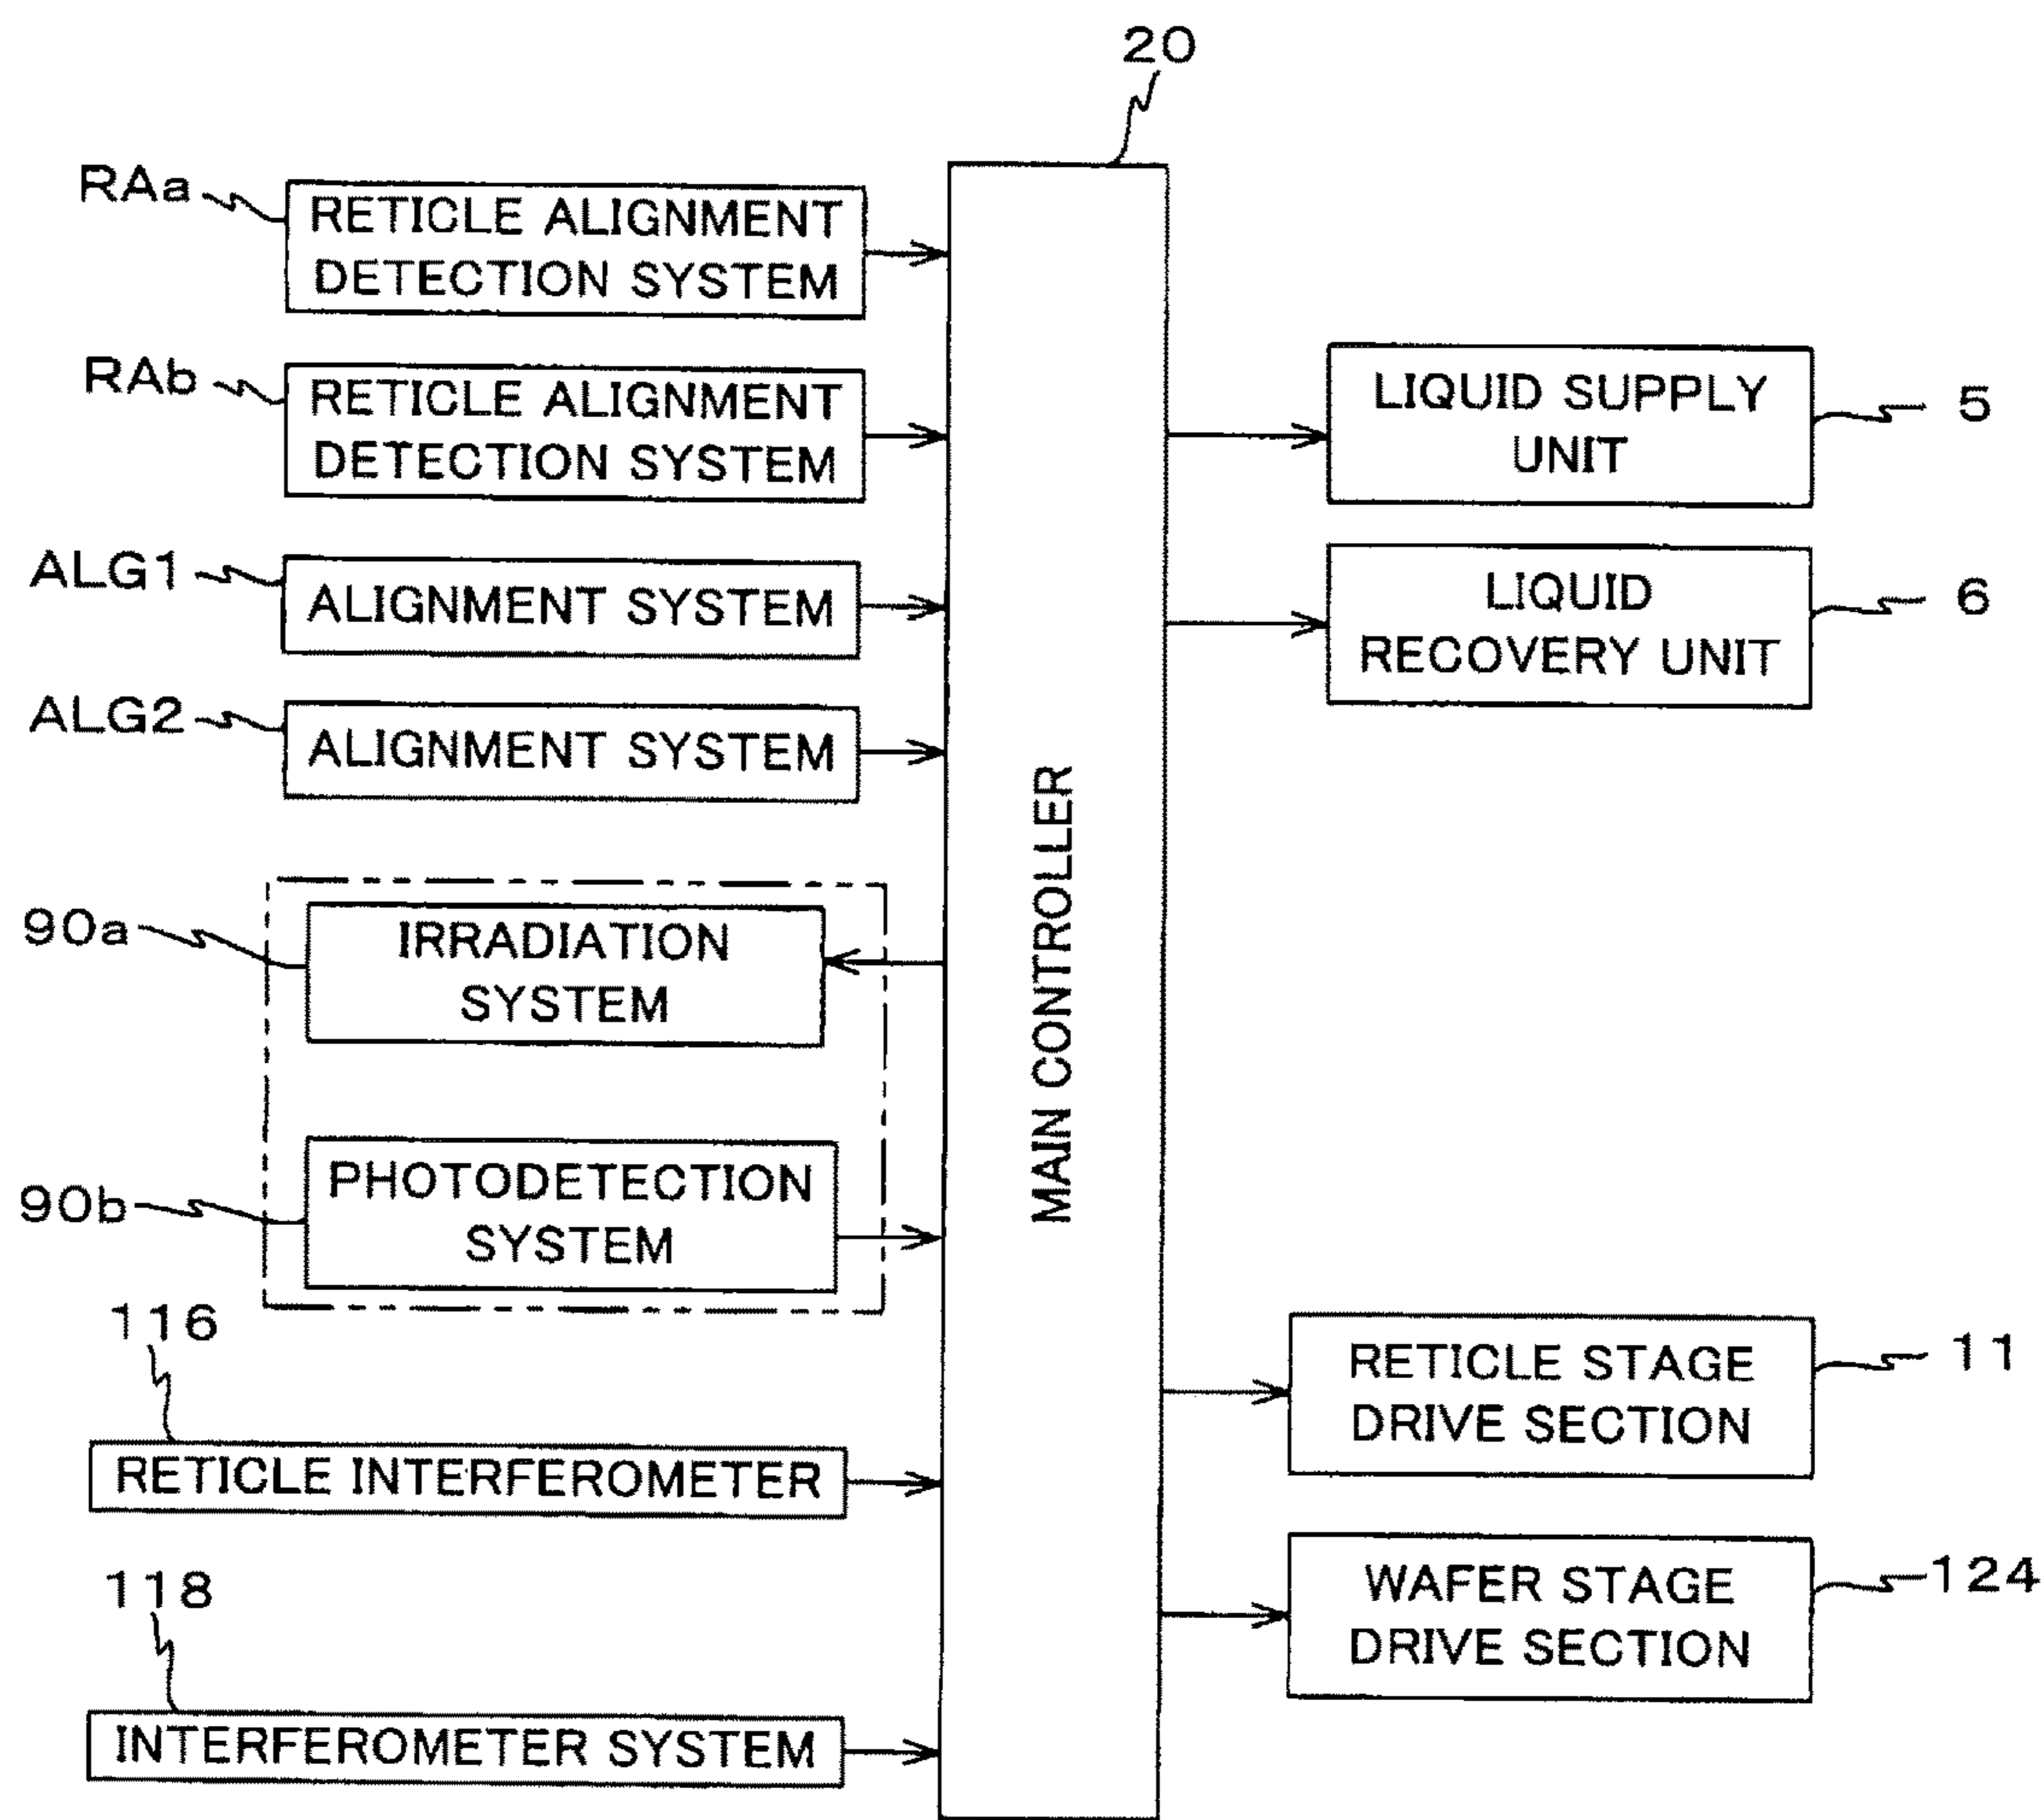 20
RAa
RETICLE ALIGNMENT
DETECTION SYSTEM
RAb
RETICLE ALIGNMENT
DETECTION SYSTEM
ALG1
ALIGNMENT SYSTEM
ALG2
ALIGNMENT SYSTEM
90a
IRRADIATION
SYSTEM
90b
PHOTODETECTION
SYSTEM
116
RETICLE INTERFEROMETER
118
INTERFEROMETER SYSTEM
MAIN CONTROLLER
LIQUID SUPPLY
UNIT
5
LIQUID
RECOVERY UNIT
6
RETICLE STAGE
DRIVE SECTION
11
WAFER STAGE
DRIVE SECTION
124